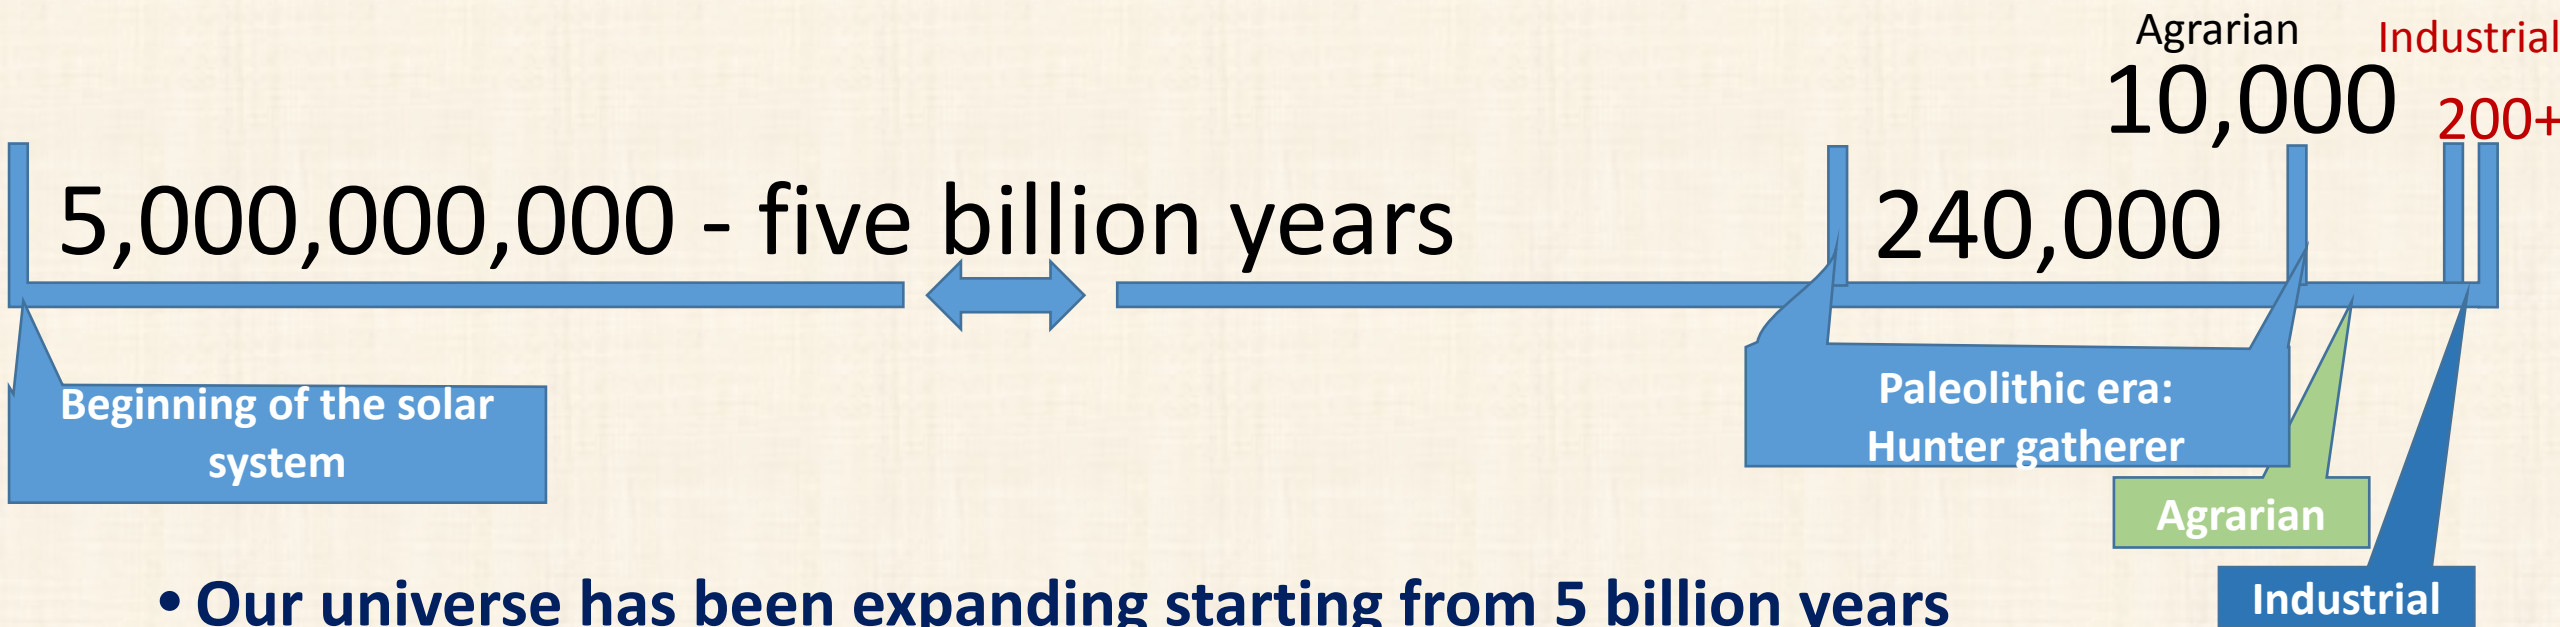 Agrarian
Industrial
10,000
200+
5,000,000,000 - five billion years
240,000
Beginning of the solar
system
Paleolithic era:
Hunter gatherer
Agrarian
Industrial
• Our universe has been expanding starting from 5 billion years